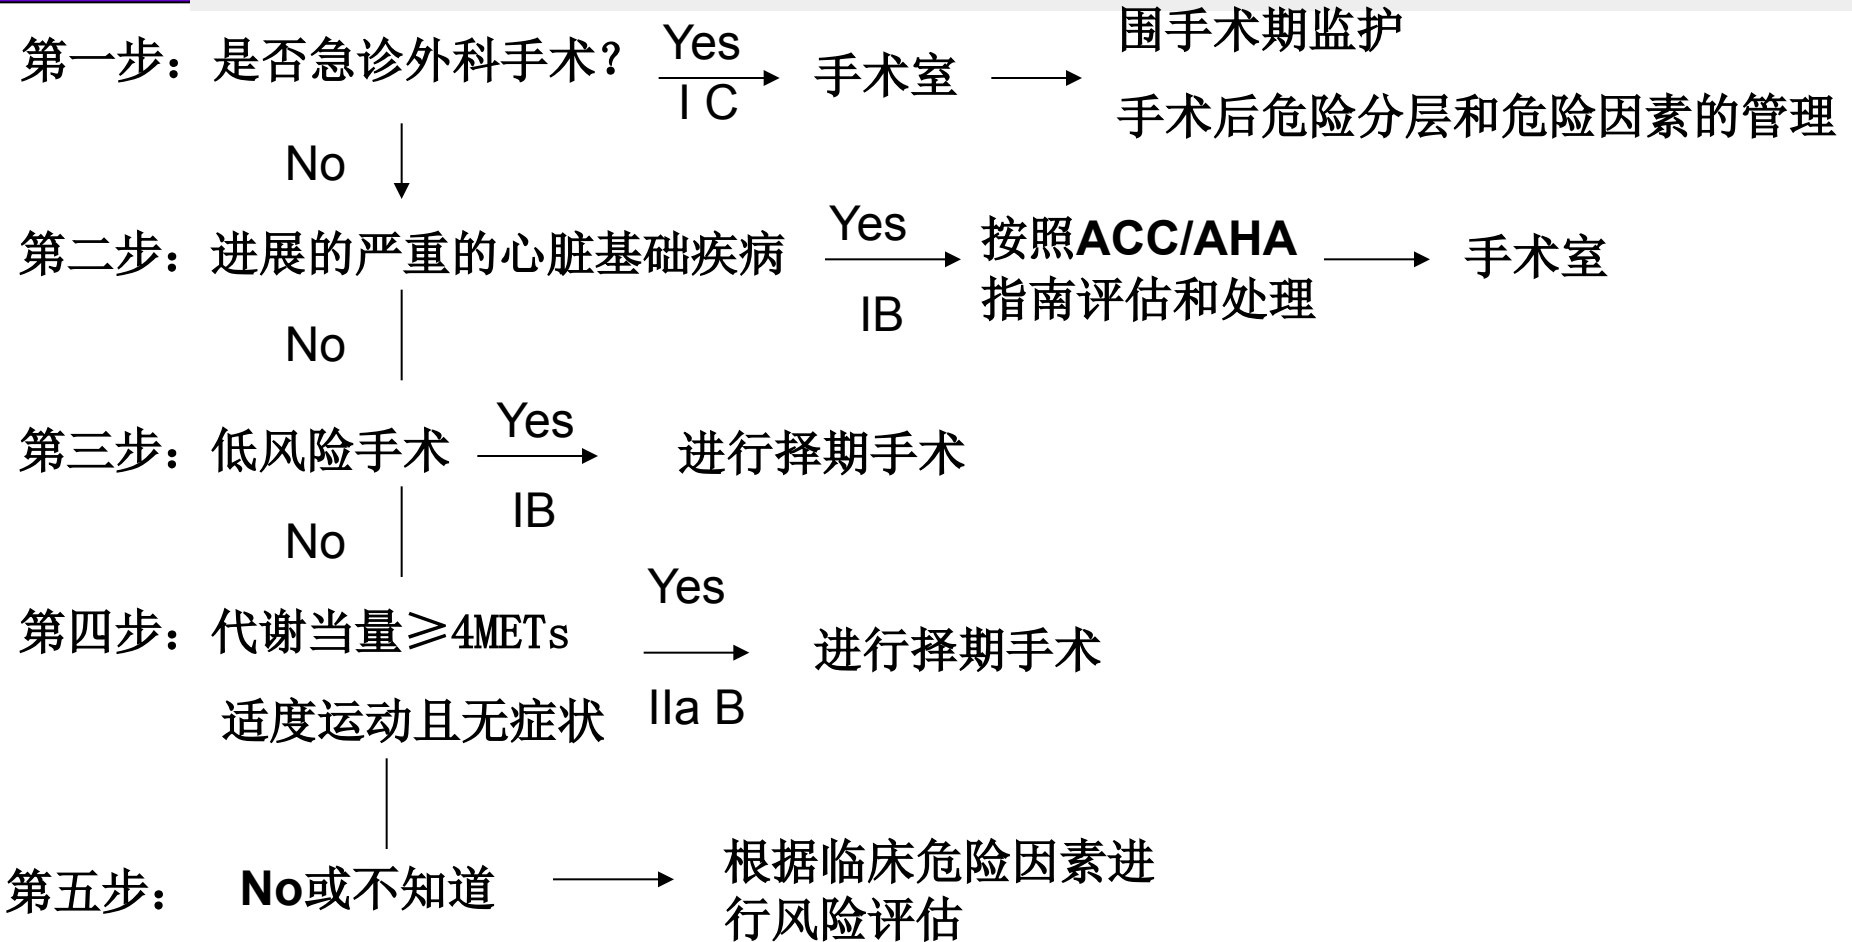 第一步：是否急诊外科手术？
Yes
I C
手术室
围手术期监护
手术后危险分层和危险因素的管理
No
第二步：进展的严重的心脏基础疾病
Yes
IB
按照ACC/AHA
指南评估和处理
手术室
No
第三步：低风险手术
Yes
IB
进行择期手术
No
第四步：代谢当量≥4METs
适度运动且无症状
Yes
IIa B
进行择期手术
第五步：
No或不知道
根据临床危险因素进
行风险评估